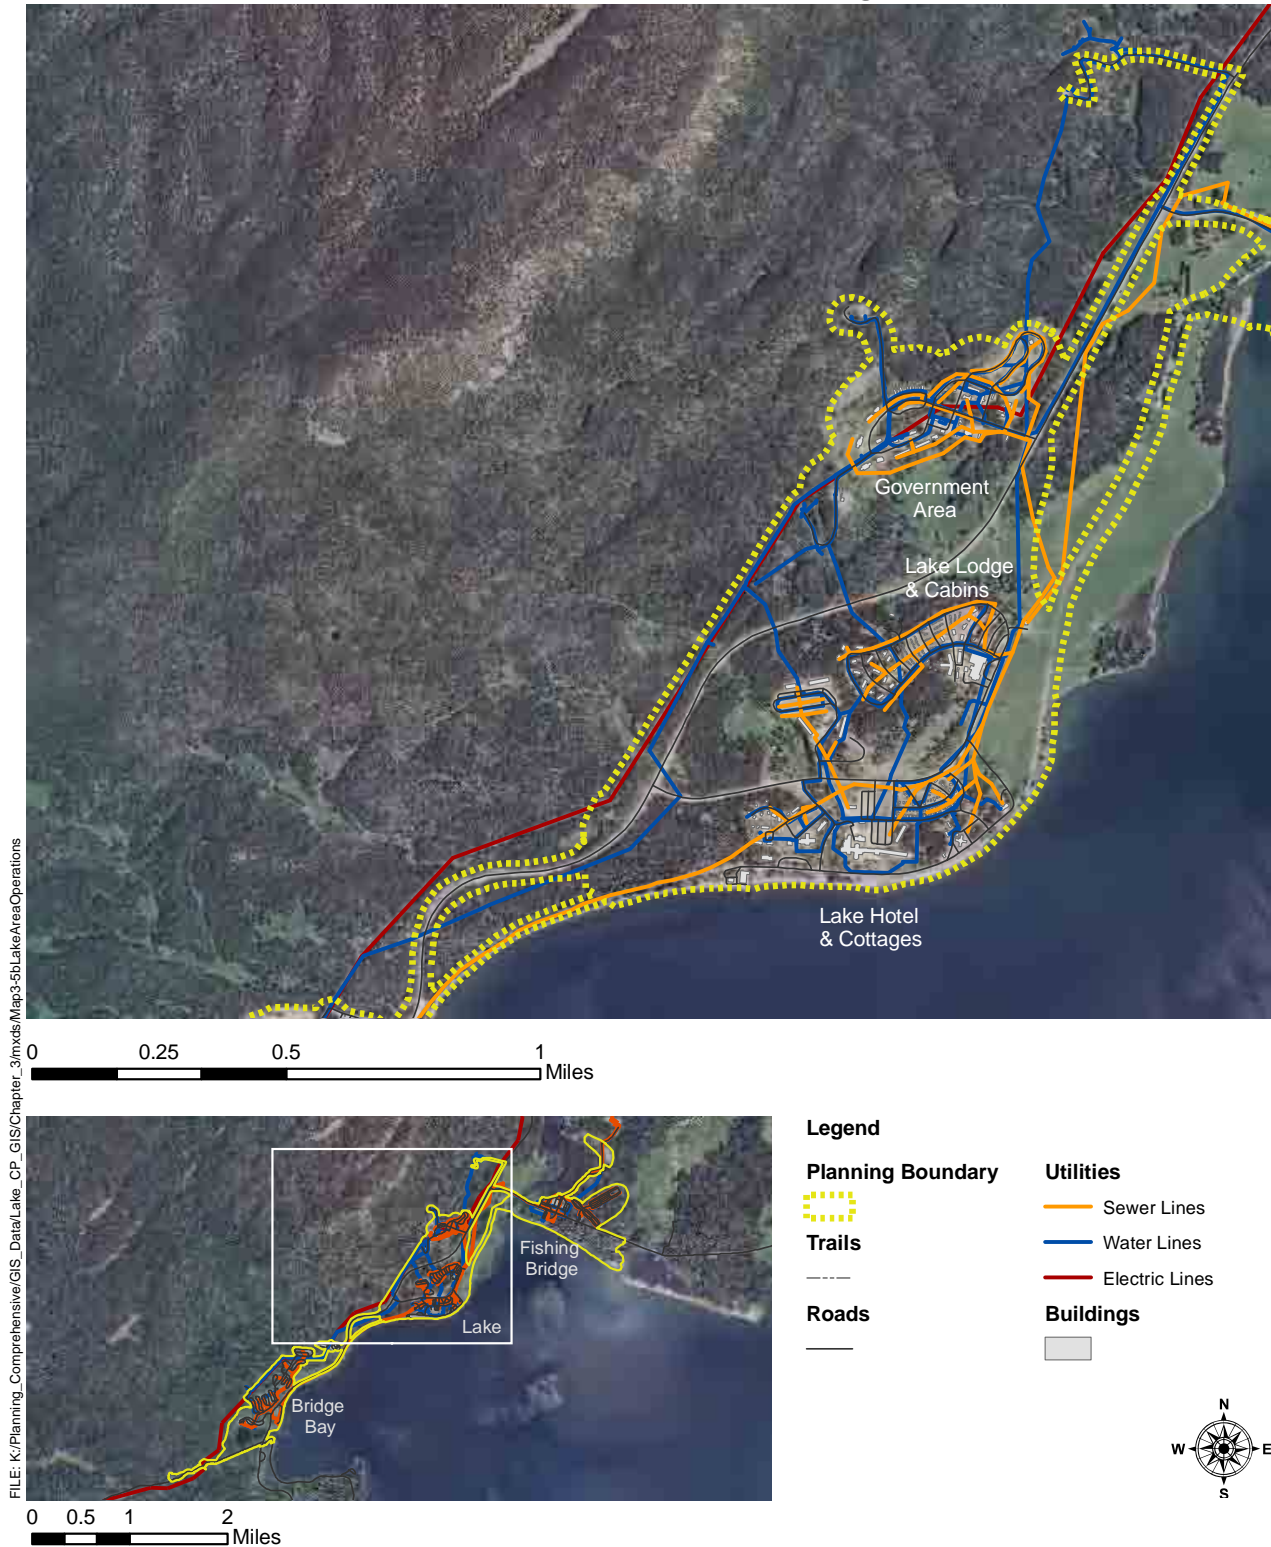 Government
Area
Lake Lodge
& Cabins
Lake Hotel
& Cottages
FILE: K:/Planning_Comprehensive/GIS_Data/Lake_CP_GIS/Chapter_3/mxds/Map3-5bLakeAreaOperations
0 0.25 0.5 1
Miles
Fishing
Bridge
Lake
Bridge
Bay
0 0.5 1 2
Miles
Legend
Planning Boundary
Trails
Roads
Utilities
Sewer Lines
Water Lines
Electric Lines
Buildings
N
W E
S